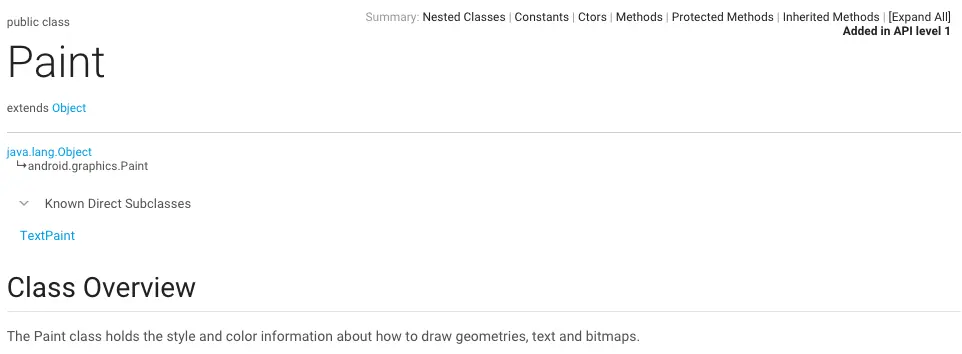 public class
Summary: Nested Classes | Constants | Ctors | Methods | Protected Methods | Inherited Methods | [Expand All]
Added in API level 1
Paint
extends Object
java.lang.Object
↳android.graphics.Paint
Known Direct Subclasses
TextPaint
Class Overview
The Paint class holds the style and color information about how to draw geometries, text and bitmaps.